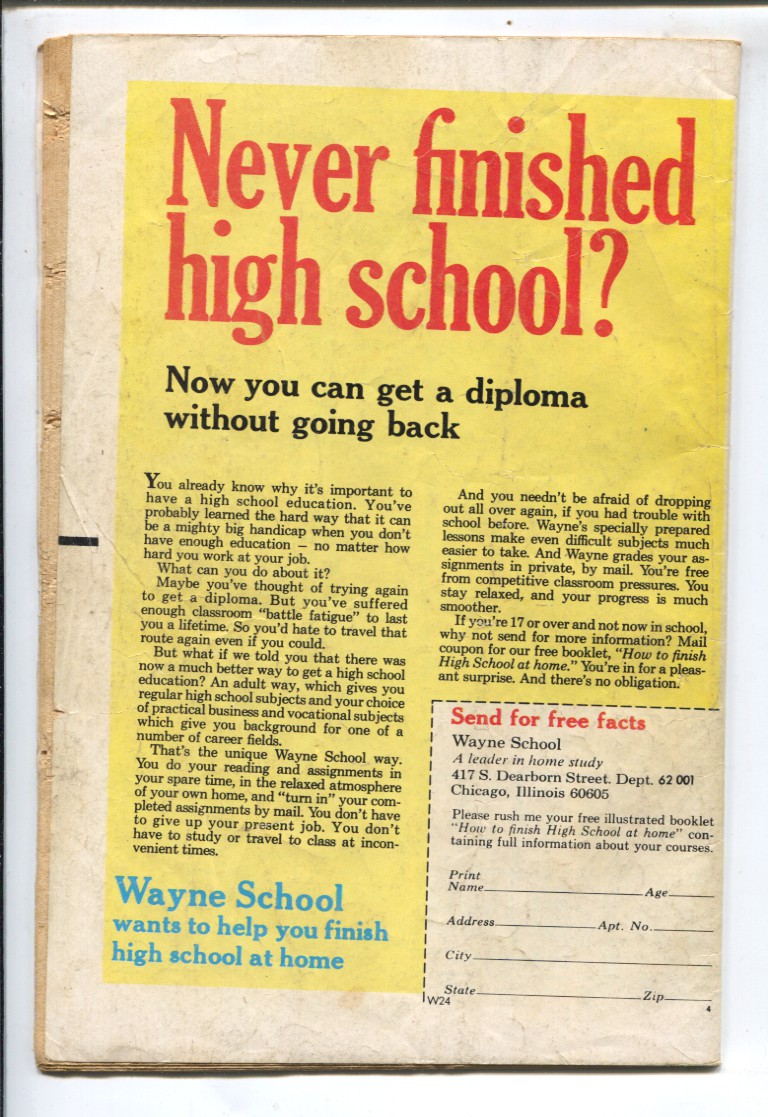 Never finished
high school?
Now you can get a diploma
without going back
You already know why it's important to
have a high school education. You've
probably learned the hard way that it can
be a mighty big handicap when you don't
have enough education – no matter how
hard you work at your job.
What can you do about it?
Maybe you've thought of trying again
to get a diploma. But you've suffered
enough classroom "battle fatigue" to last
you a lifetime. So you'd hate to travel that
route again even if you could.
But what if we told you that there was
now a much better way to get a high school
education? An adult way, which gives you
regular high school subjects and your choice
of practical business and vocational subjects
which give you background for one of a
number of career fields.
That's the unique Wayne School way.
You do your reading and assignments in
your spare time, in the relaxed atmosphere
of your own home, and "turn in" your com-
pleted assignments by mail. You don't have
to give up your present job. You don't
have to study or travel to class at incon-
venient times.
Wayne School
wants to help you finish
high school at home
And you needn't be afraid of dropping
out all over again, if you had trouble with
school before. Wayne's specially prepared
lessons make even difficult subjects much
easier to take. And Wayne grades your as-
signments in private, by mail. You're free
from competitive classroom pressures. You
stay relaxed, and your progress is much
smoother.
If you're 17 or over and not now in school,
why not send for more information? Mail
coupon for our free booklet, "How to finish
High School at home." You're in for a pleas-
ant surprise. And there's no obligation.
Send for free facts
Wayne School
A leader in home study
417 S. Dearborn Street. Dept. 62 001
Chicago, Illinois 60605
Please rush me your free illustrated booklet
"How to finish High School at home" con-
taining full information about your courses.
Print
Name Age
Address Apt. No.
City
State Zip
W24
4